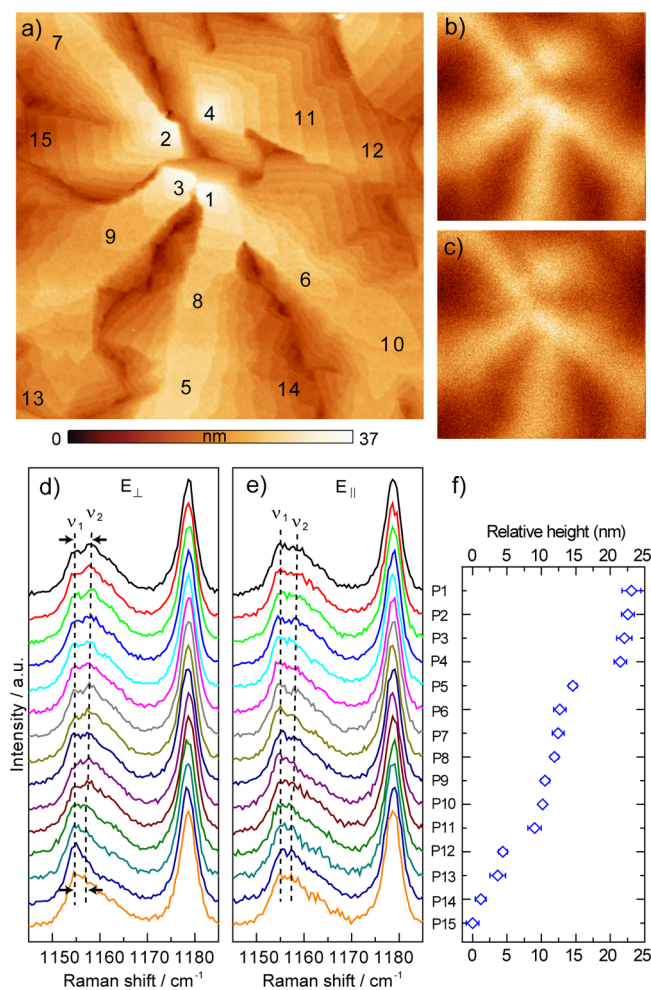 a)
7
4
11
2
15
12
3
1
9
6
8
10
13
5
14
0 nm 37
b)
c)
d) E⊥
ν1 ν2
e) E||
ν1 ν2
f)
Relative height (nm)
0 5 10 15 20 25
P1
P2
P3
P4
P5
P6
P7
P8
P9
P10
P11
P12
P13
P14
P15
Intensity / a.u.
1150 1160 1170 1180
Raman shift / cm-1
1150 1160 1170 1180
Raman shift / cm-1
0 5 10 15 20 25